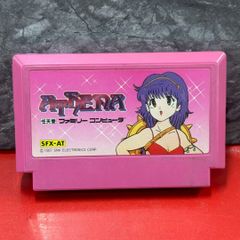 ATHENA
任天堂 ファミリー コンピュータ
SFX-AT
© 1987 SNK ELECTRONICS CORP.